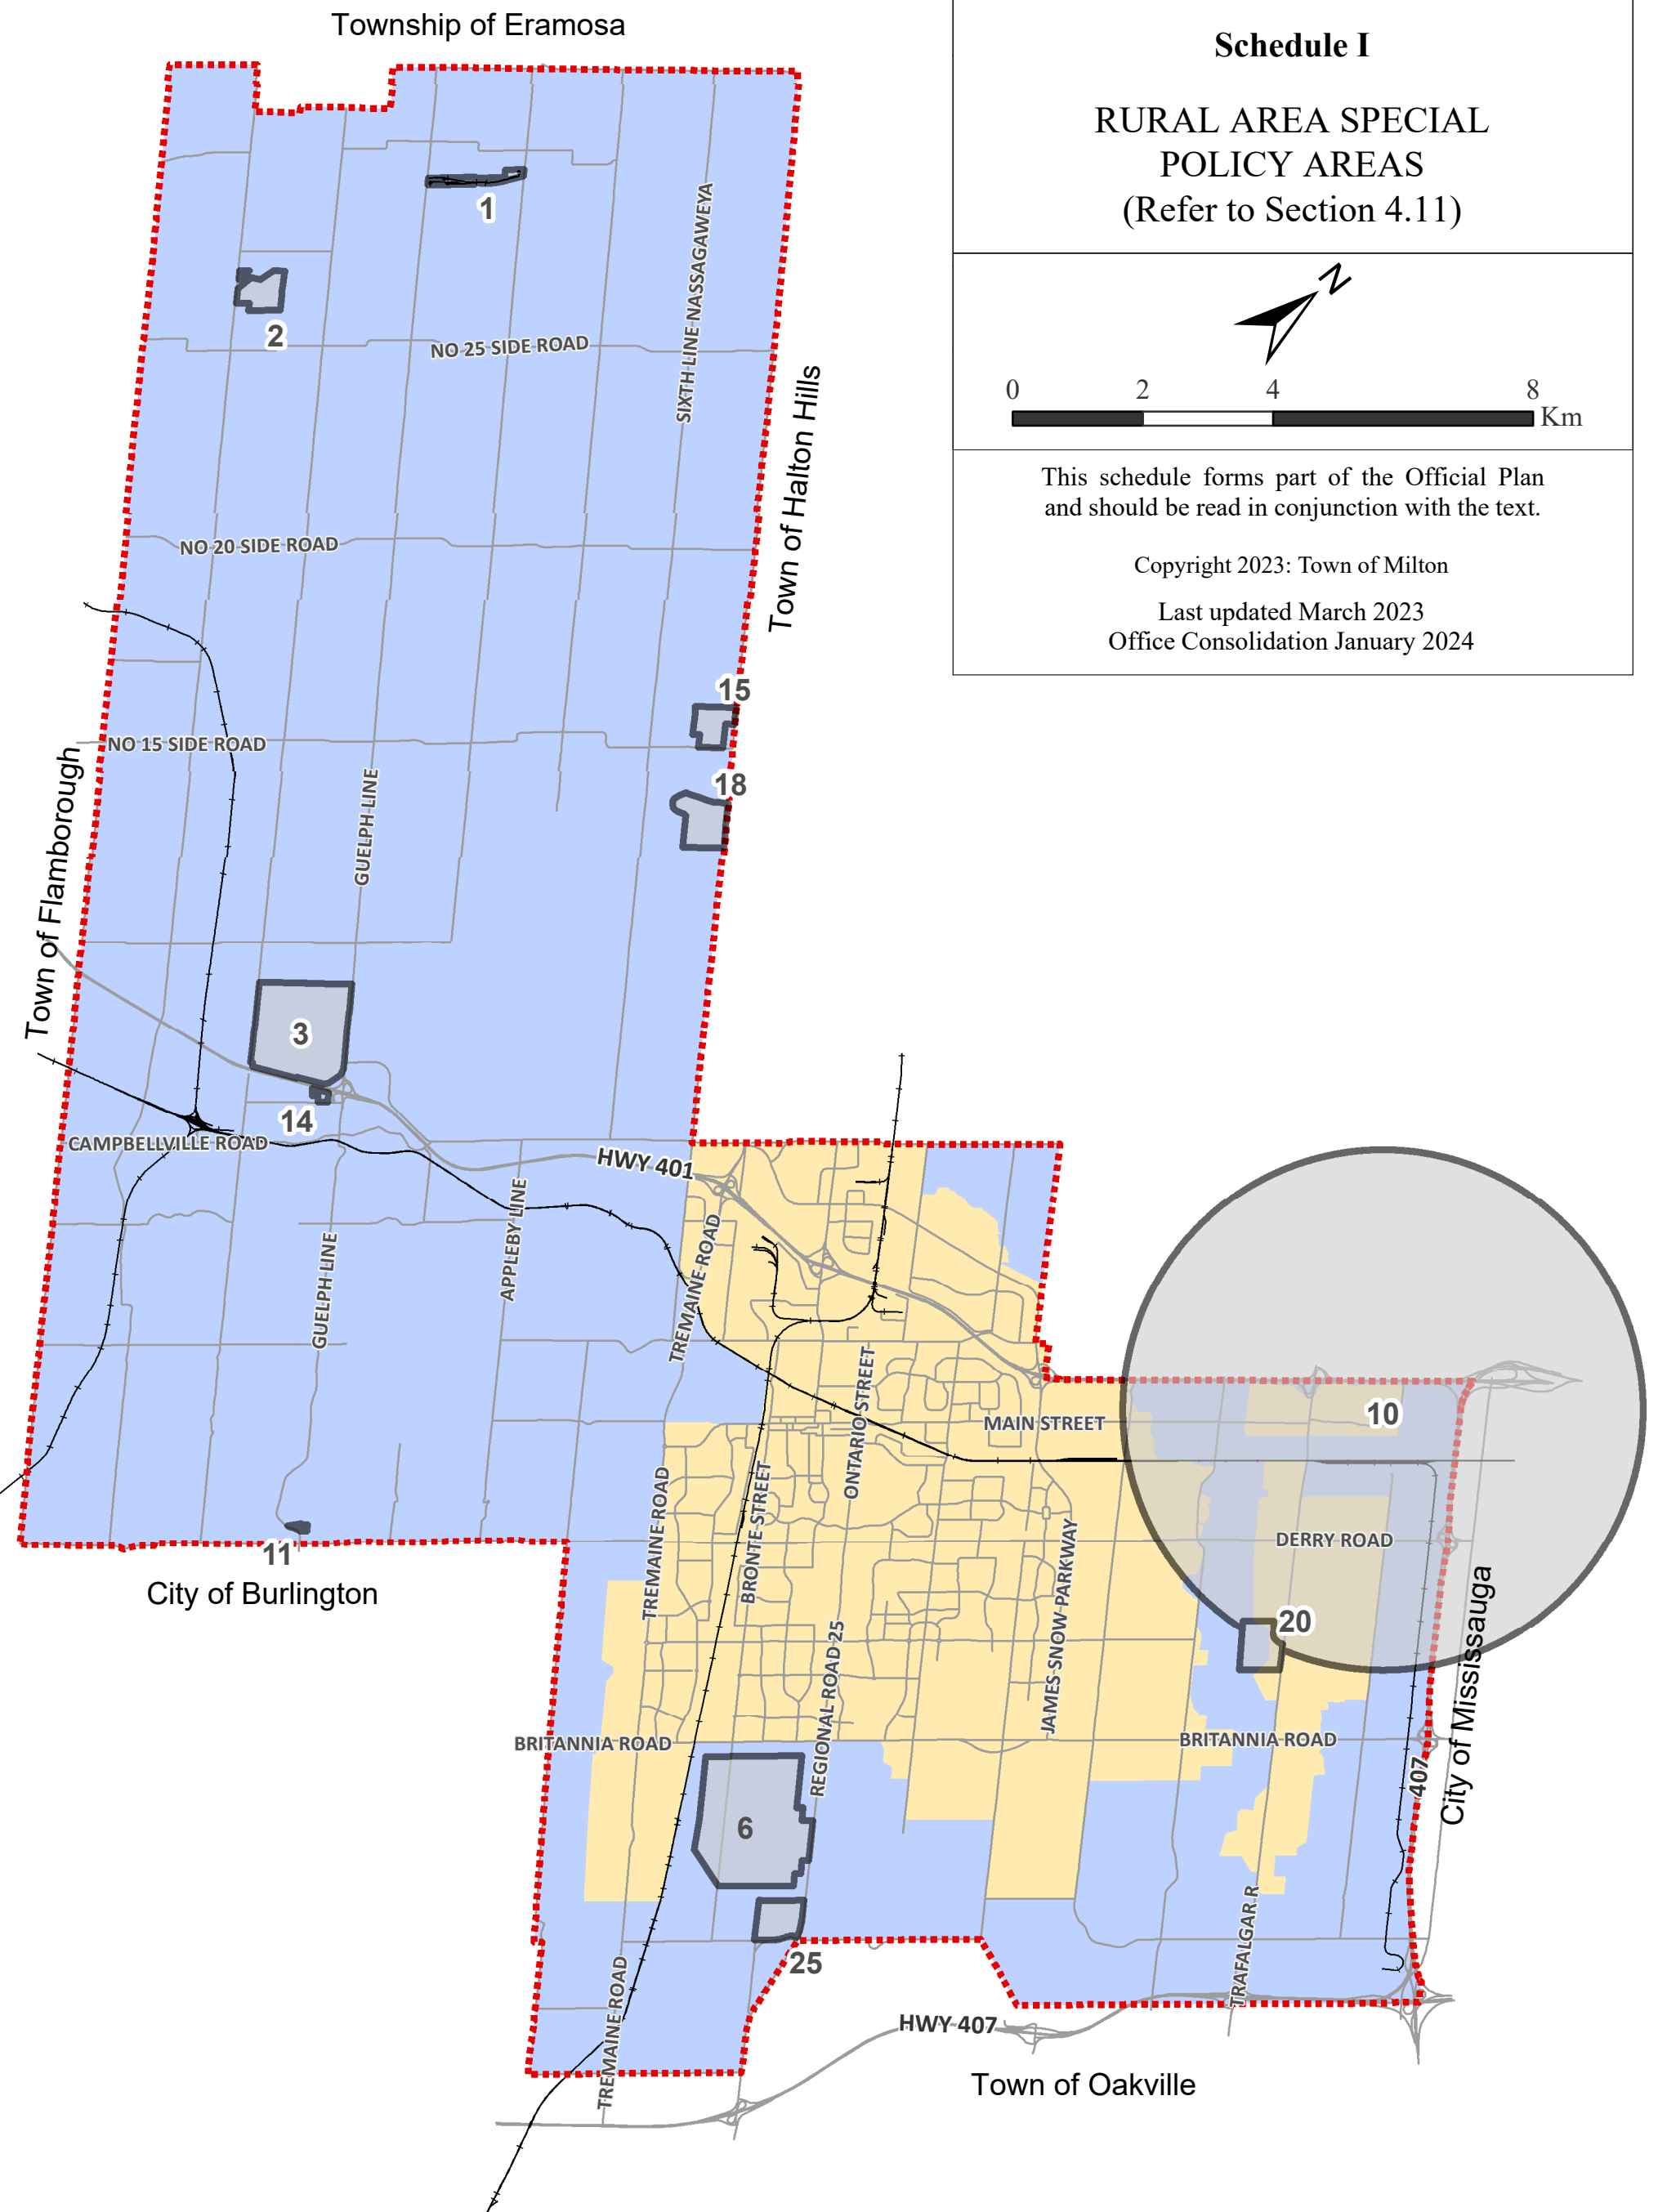 Township of Eramosa
Schedule I
RURAL AREA SPECIAL
POLICY AREAS
(Refer to Section 4.11)
N
0 2 4 8
Km
This schedule forms part of the Official Plan
and should be read in conjunction with the text.
Copyright 2023: Town of Milton
Last updated March 2023
Office Consolidation January 2024
1
SIXTH LINE NASSAGAWEYA
2
NO 25 SIDE ROAD
Town of Halton Hills
NO 20 SIDE ROAD
15
NO 15 SIDE ROAD
18
Town of Flamborough
GUELPH LINE
3
14
CAMPBELLVILLE ROAD
HWY 401
APPLEBY LINE
GUELPH LINE
TREMAINE ROAD
ONTARIO STREET
MAIN STREET
10
TREMAINE ROAD
BRONTE STREET
JAMES SNOW PARKWAY
DERRY ROAD
11
City of Burlington
20
City of Mississauga
REGIONAL ROAD 25
BRITANNIA ROAD
BRITANNIA ROAD
407
6
TRAFALGAR R
25
TREMAINE ROAD
HWY 407
Town of Oakville